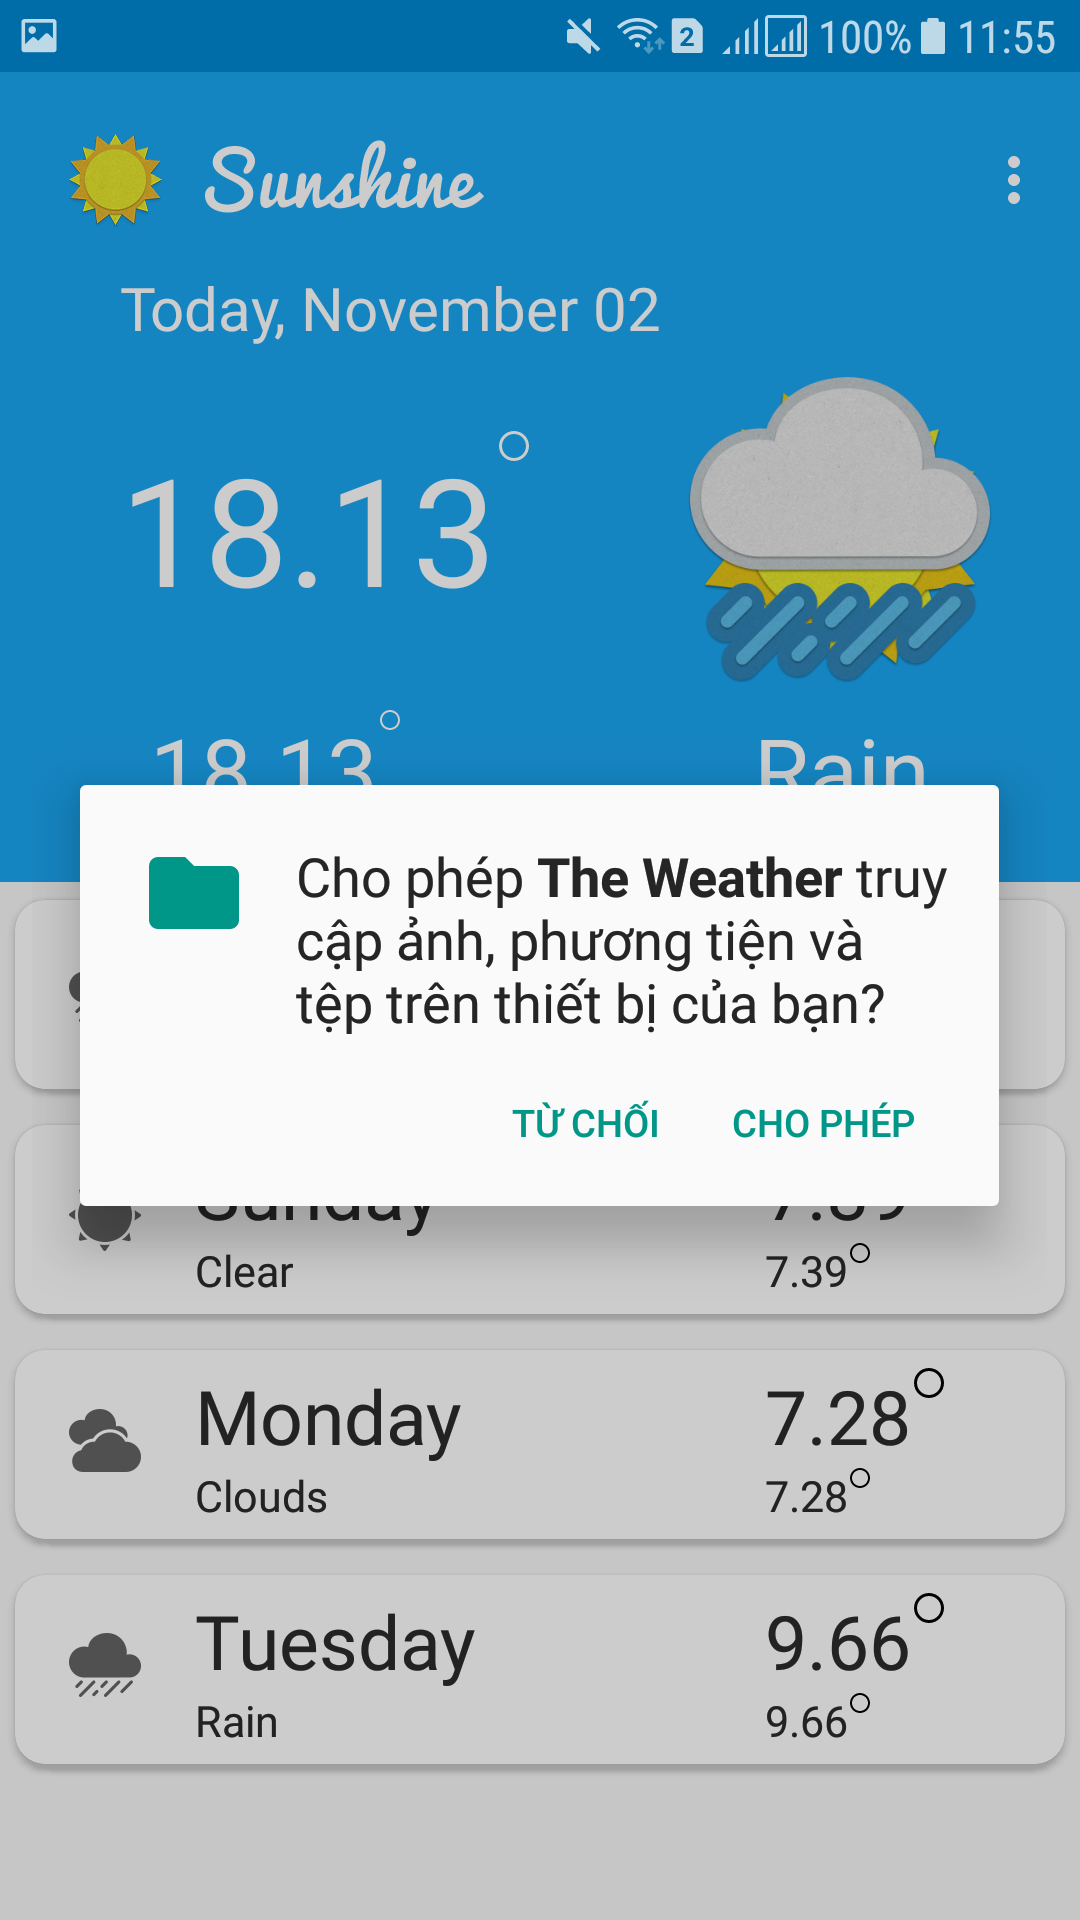 2 100% 11:55
Sunshine
Today, November 02
18.13°
18.13° Rain
Cho phép The Weather truy
cập ảnh, phương tiện và
tệp trên thiết bị của bạn?
TỪ CHỐI CHO PHÉP
Sunday
Clear 7.39°
Monday 7.28°
Clouds 7.28°
Tuesday 9.66°
Rain 9.66°